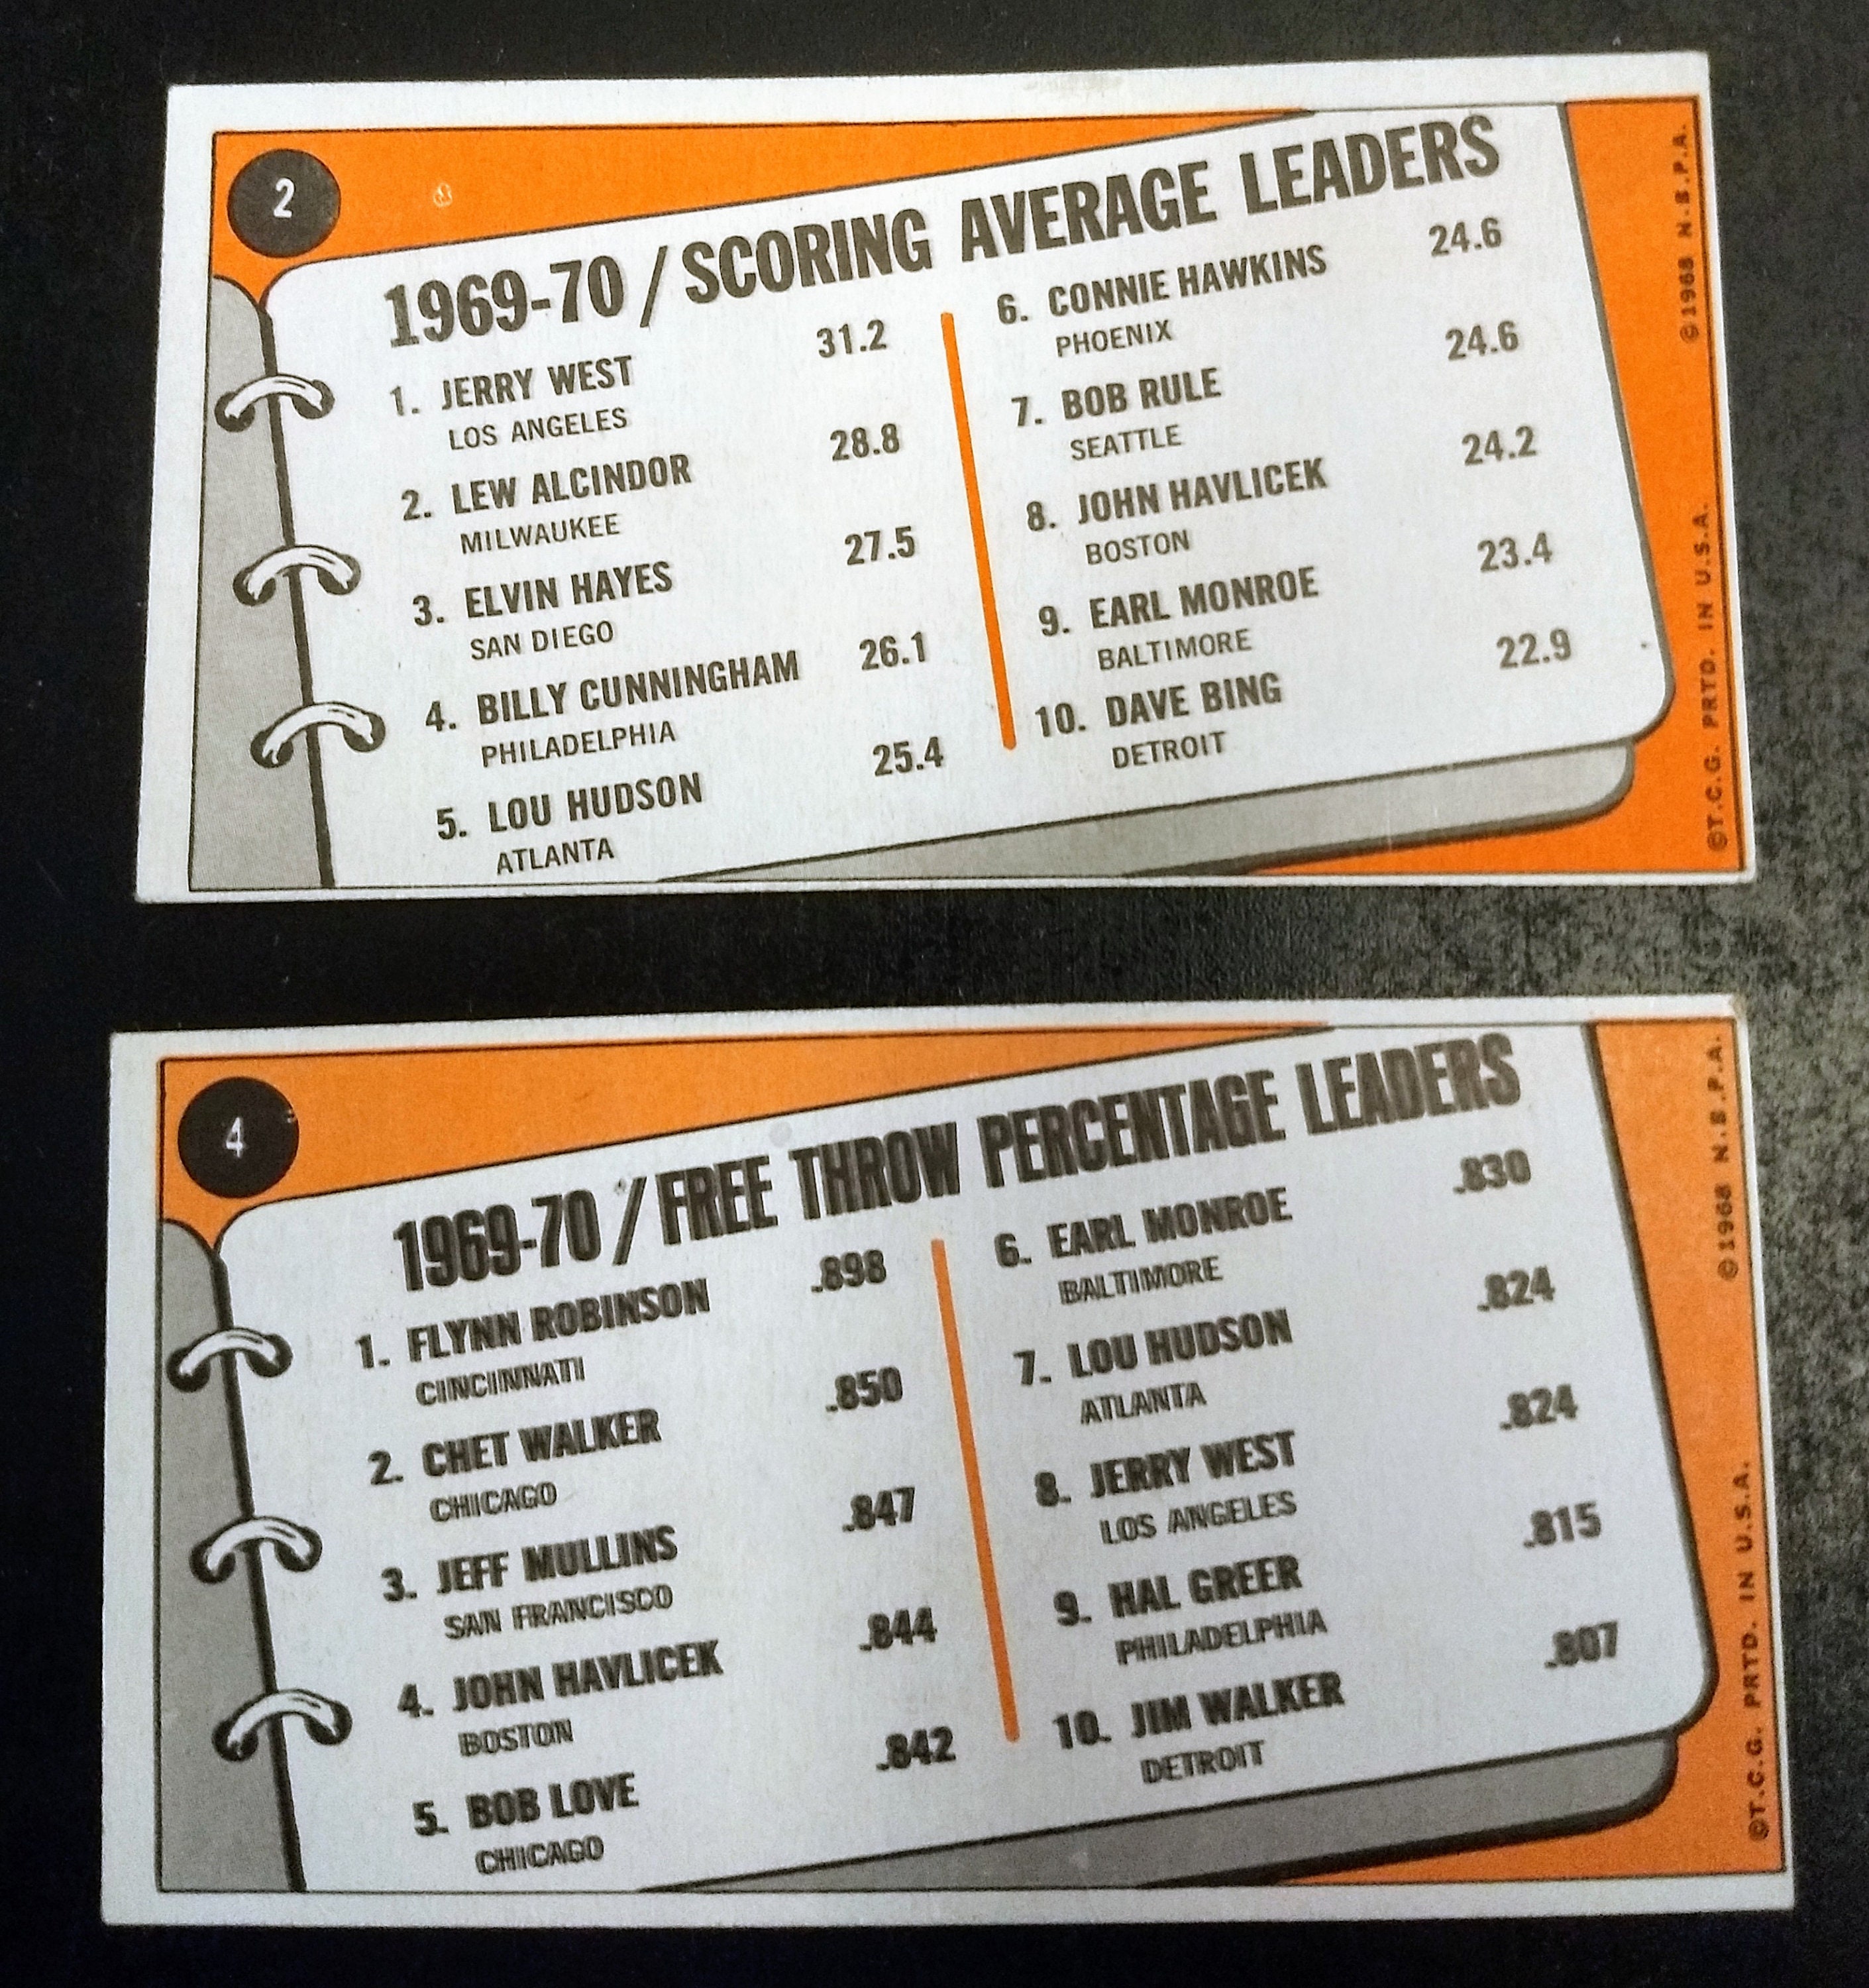 2
1969-70 / SCORING AVERAGE LEADERS
1. JERRY WEST 31.2
LOS ANGELES
2. LEW ALCINDOR 28.8
MILWAUKEE
3. ELVIN HAYES 27.5
SAN DIEGO
4. BILLY CUNNINGHAM 26.1
PHILADELPHIA
5. LOU HUDSON 25.4
ATLANTA
6. CONNIE HAWKINS 24.6
PHOENIX
7. BOB RULE 24.6
SEATTLE
8. JOHN HAVLICEK 24.2
BOSTON
9. EARL MONROE 23.4
BALTIMORE
10. DAVE BING 22.9
DETROIT
©T.C.G. PRTD. IN U.S.A. ©1968 N.B.P.A.
4
1969-70 / FREE THROW PERCENTAGE LEADERS
1. FLYNN ROBINSON .898
CINCINNATI
2. CHET WALKER .850
CHICAGO
3. JEFF MULLINS .847
SAN FRANCISCO
4. JOHN HAVLICEK .844
BOSTON
5. BOB LOVE .842
CHICAGO
6. EARL MONROE .830
BALTIMORE
7. LOU HUDSON .824
ATLANTA
8. JERRY WEST .824
LOS ANGELES
9. HAL GREER .815
PHILADELPHIA
10. JIM WALKER .807
DETROIT
©T.C.G. PRTD. IN U.S.A. ©1968 N.B.P.A.